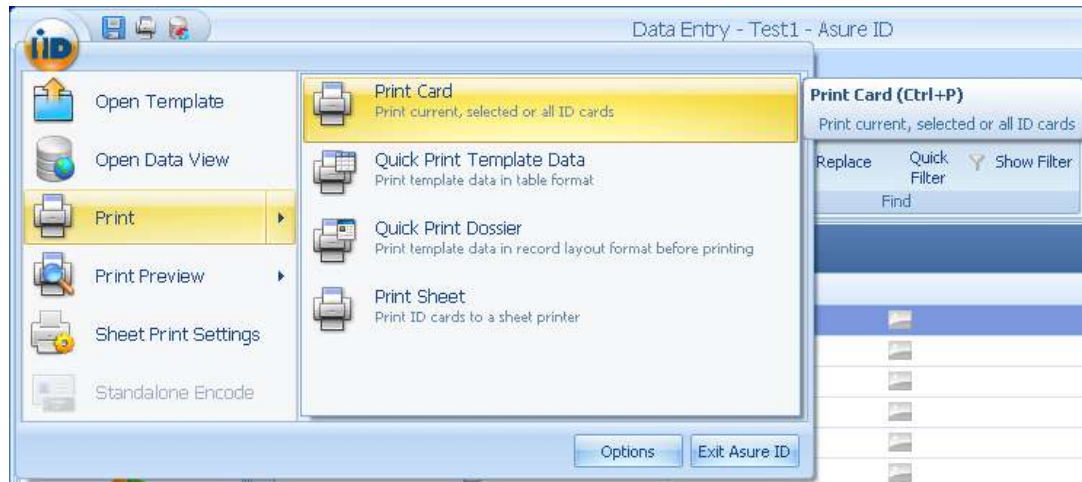 iiD
Data Entry - Test1 - Asure ID
Open Template
Open Data View
Print
Print Preview
Sheet Print Settings
Standalone Encode
Print Card
Print current, selected or all ID cards
Quick Print Template Data
Print template data in table format
Quick Print Dossier
Print template data in record layout format before printing
Print Sheet
Print ID cards to a sheet printer
Options
Exit Asure ID
Print Card (Ctrl+P)
Print current, selected or all ID cards
Replace
Quick
Filter
Show Filter
Find